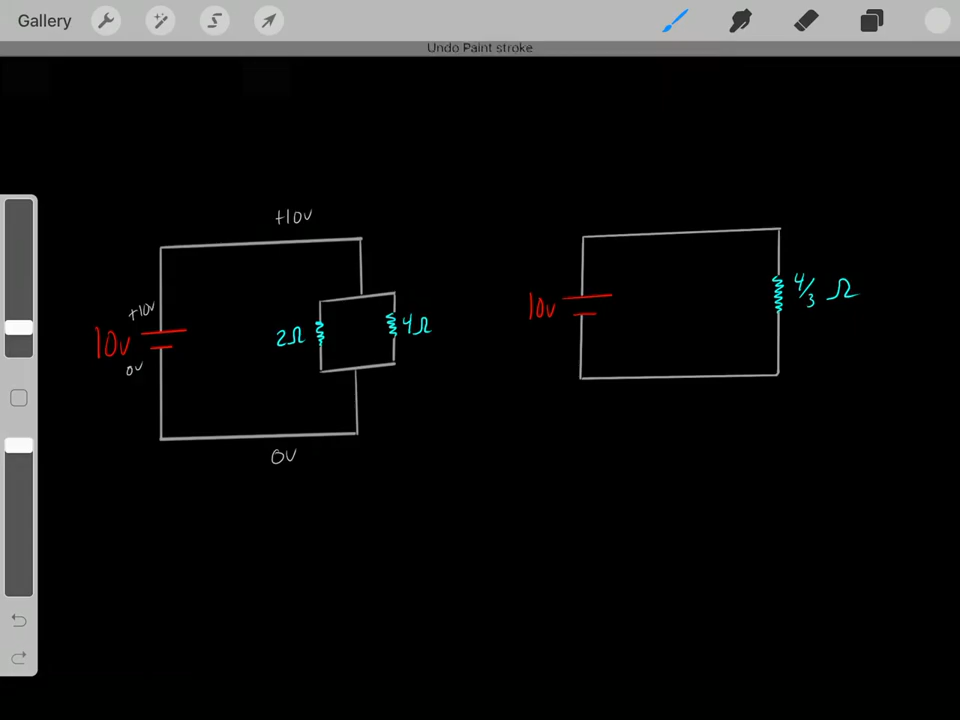 Gallery
Undo Paint stroke
+10v
+10v
10v
0v
2Ω
4Ω
0v
10v
4/3 Ω